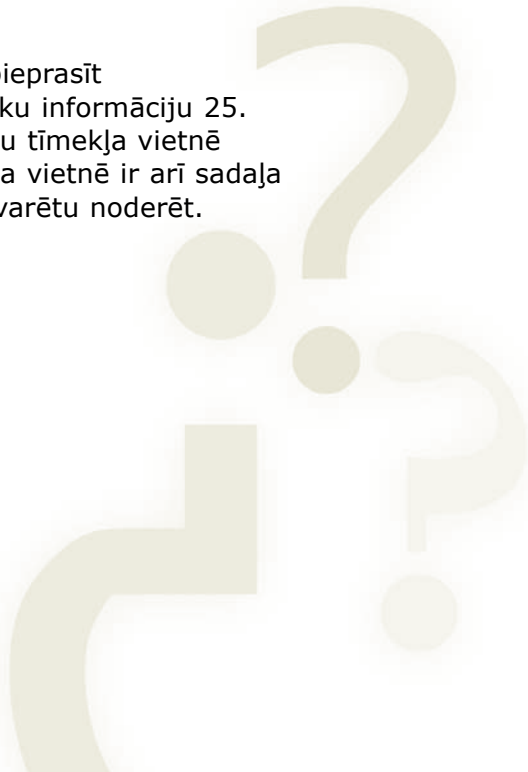 pieprasīt
ku informāciju 25.
u tīmekļa vietnē
a vietnē ir arī sadaļa
varētu noderēt.